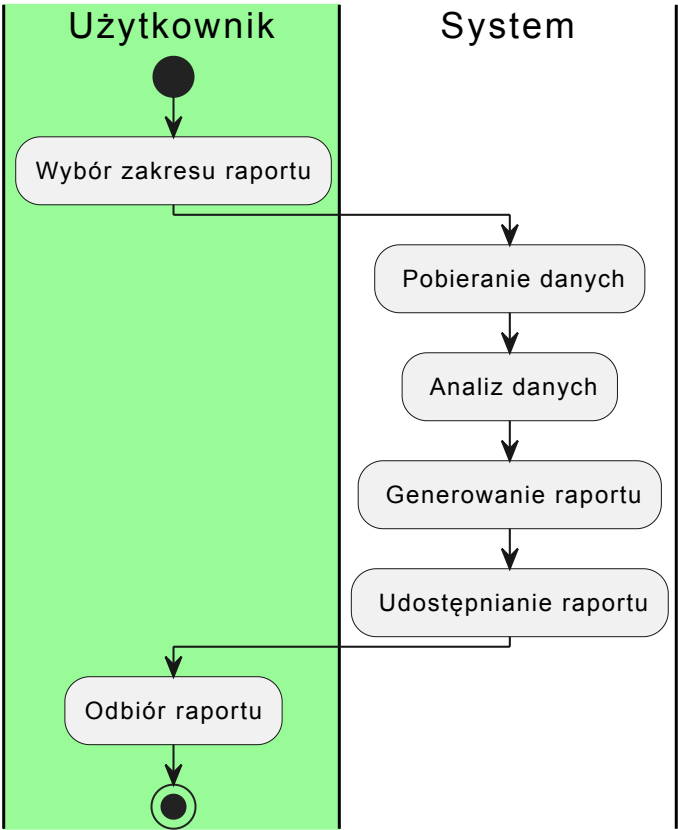 Użytkownik
System
Wybór zakresu raportu
Pobieranie danych
Analiz danych
Generowanie raportu
Udostępnianie raportu
Odbiór raportu